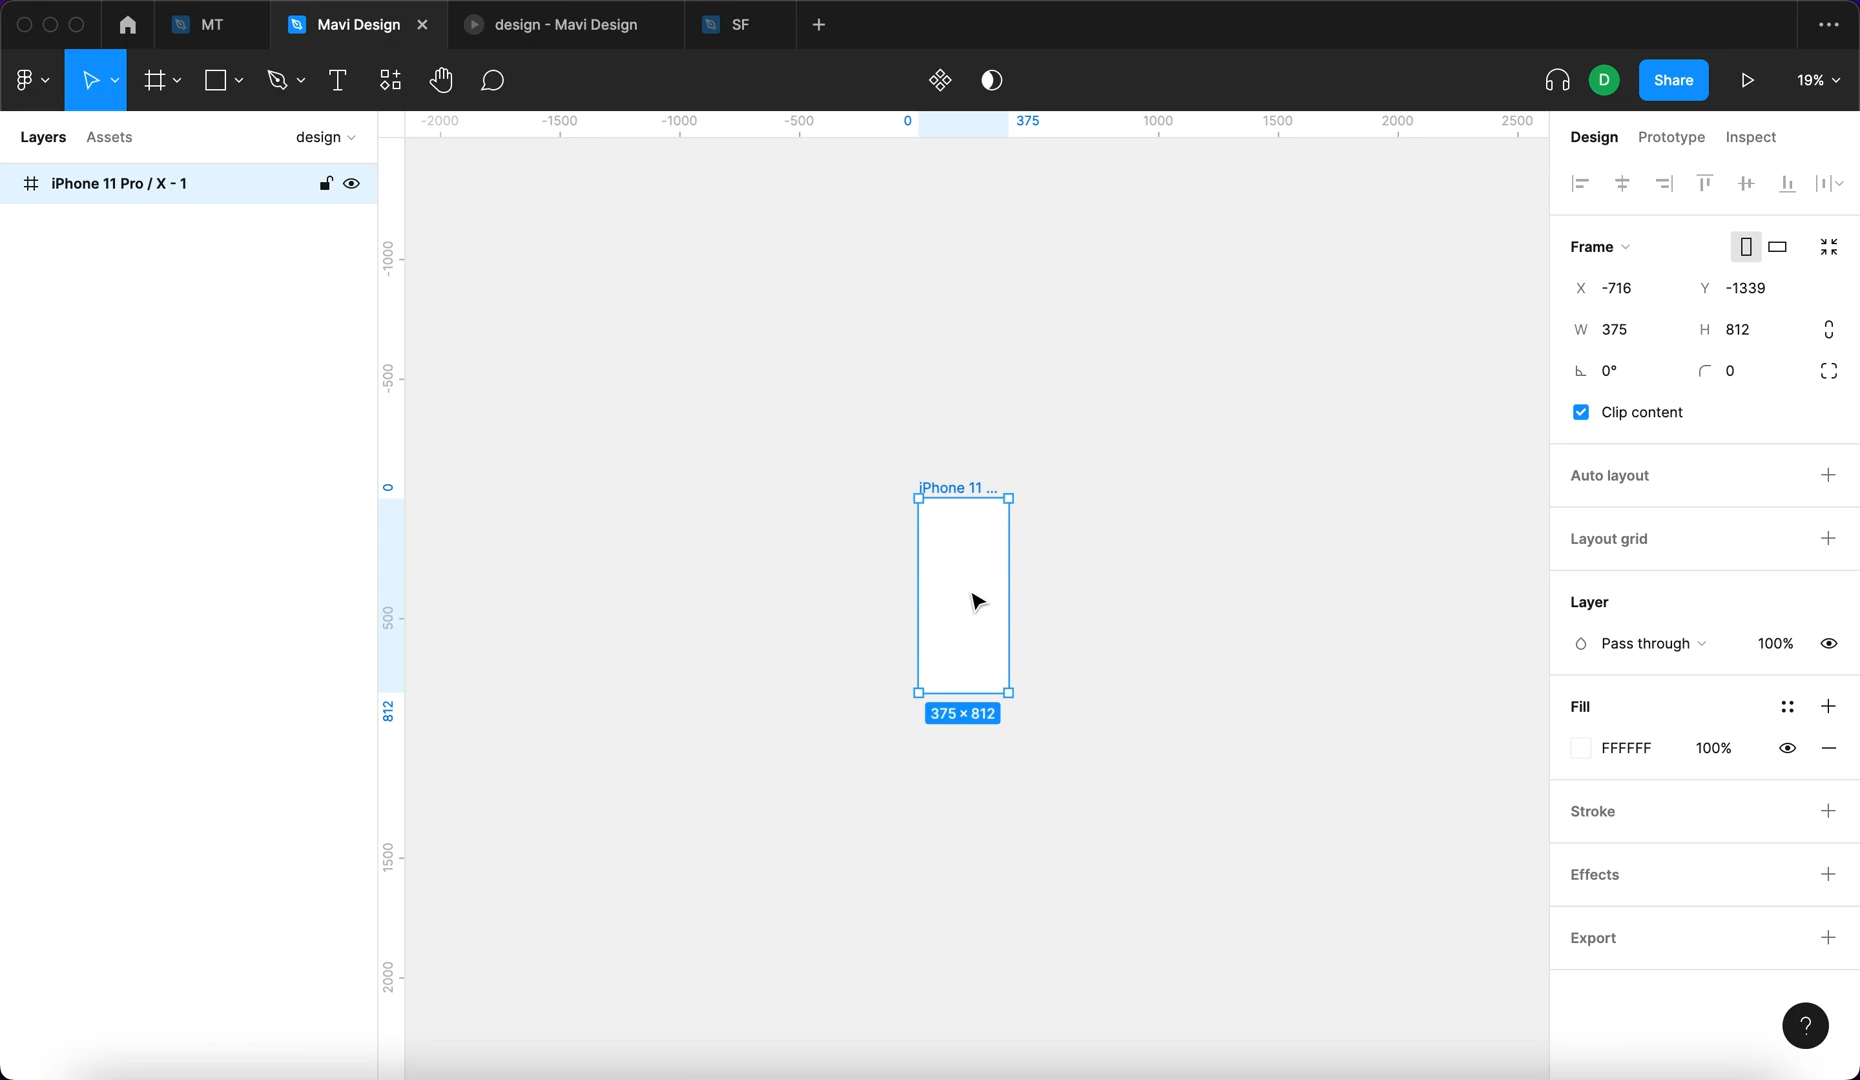 MT
Mavi Design
design - Mavi Design
SF
T
D
Share
19%
Layers
Assets
design
iPhone 11 Pro / X - 1
-2000
-1500
-1000
-500
0
375
1000
1500
2000
2500
-1000
-500
0
500
812
1500
2000
iPhone 11 ...
375 × 812
Design
Prototype
Inspect
Frame
X -716
Y -1339
W 375
H 812
0°
0
Clip content
Auto layout
Layout grid
Layer
Pass through
100%
Fill
FFFFFF
100%
Stroke
Effects
Export
?